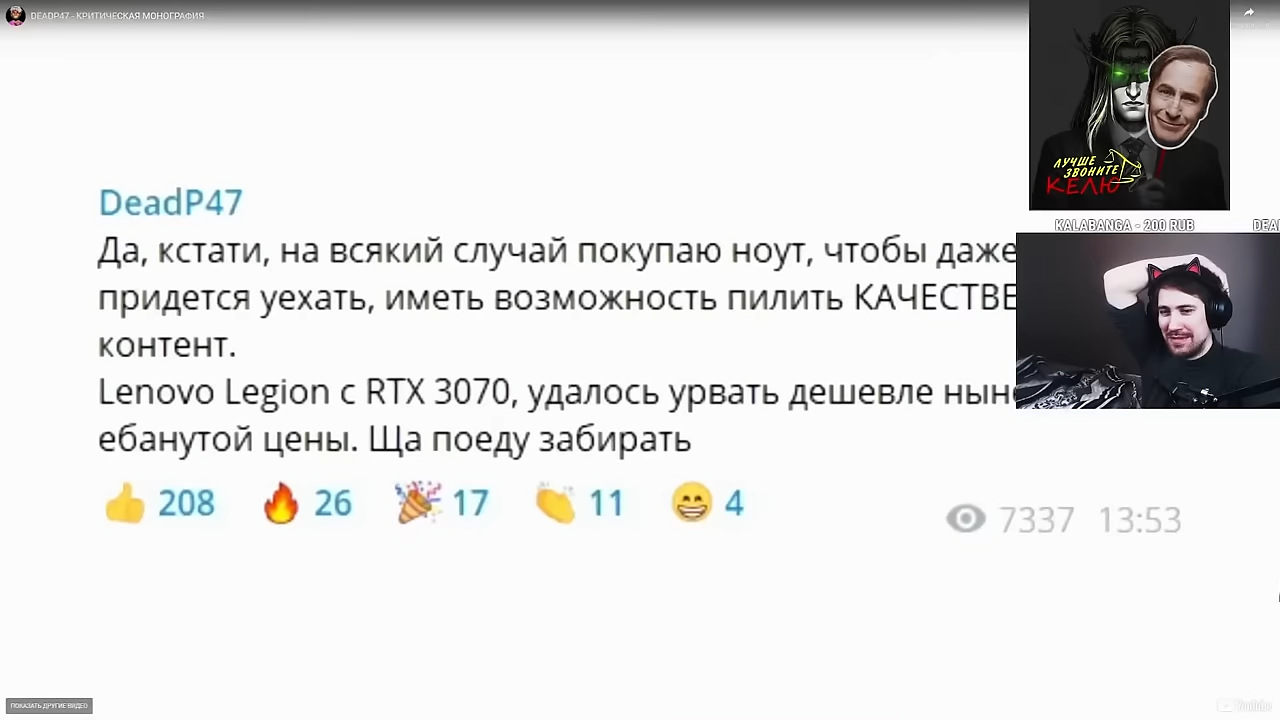 DEADP47 - КРИТИЧЕСКАЯ МОНОГРАФИЯ
ЛУЧШЕ
ЗВОНИТЕ
КЕЛЮ
KALABANGA - 200 RUB
DEAD
DeadP47
Да, кстати, на всякий случай покупаю ноут, чтобы даже
придется уехать, иметь возможность пилить КАЧЕСТВЕ
контент.
Lenovo Legion с RTX 3070, удалось урвать дешевле нын
ебанутой цены. Ща поеду забирать
208 26 17 11 4
7337 13:53
ПОКАЗАТЬ ДРУГИЕ ВИДЕО
YouTube